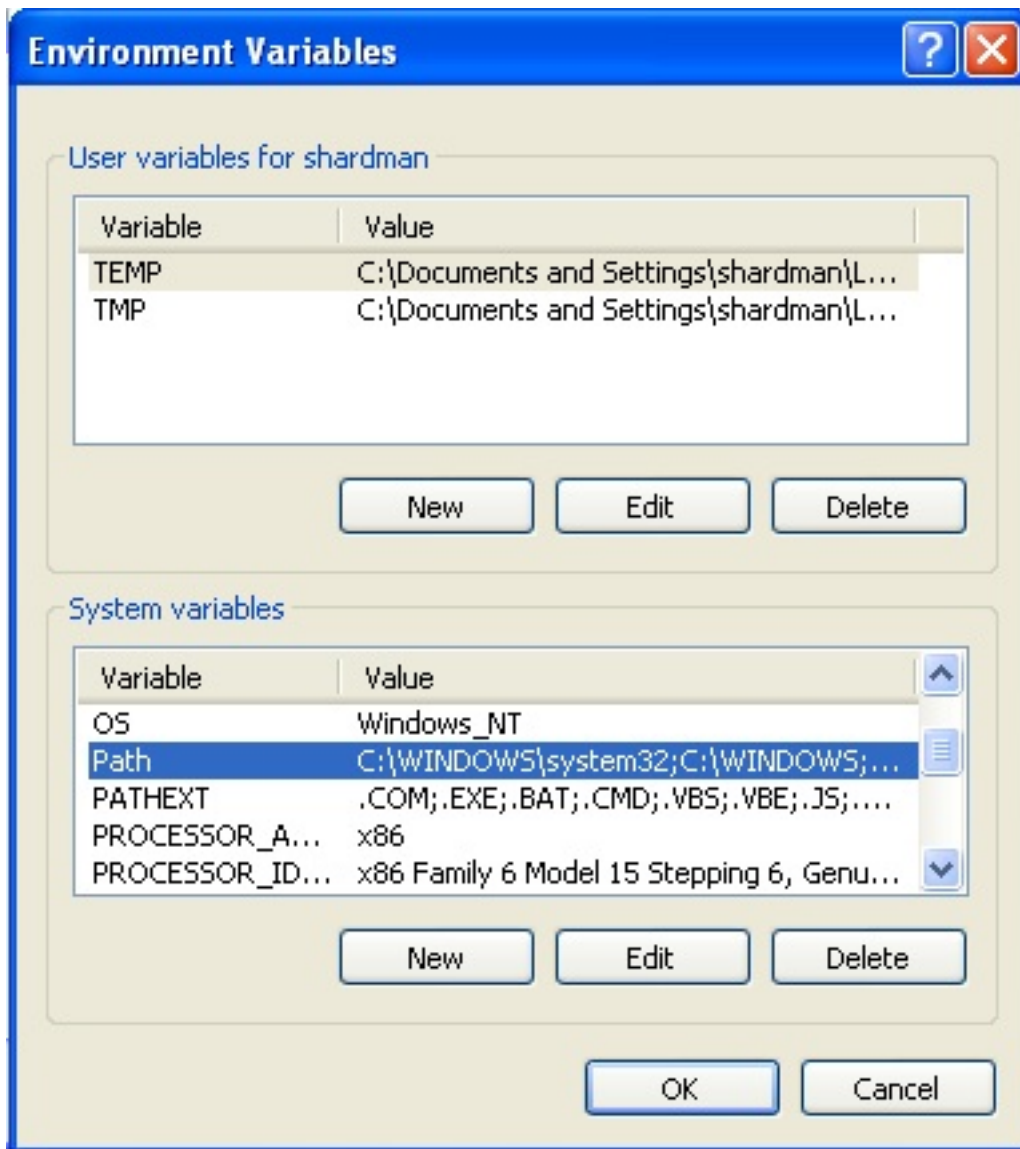 Environment Variables
User variables for shardman
Variable Value
TEMP C:\Documents and Settings\shardman\L...
TMP C:\Documents and Settings\shardman\L...
New Edit Delete
System variables
Variable Value
OS Windows_NT
Path C:\WINDOWS\system32;C:\WINDOWS;...
PATHEXT .COM;.EXE;.BAT;.CMD;.VBS;.VBE;.JS;....
PROCESSOR_A... x86
PROCESSOR_ID... x86 Family 6 Model 15 Stepping 6, Genu...
New Edit Delete
OK Cancel